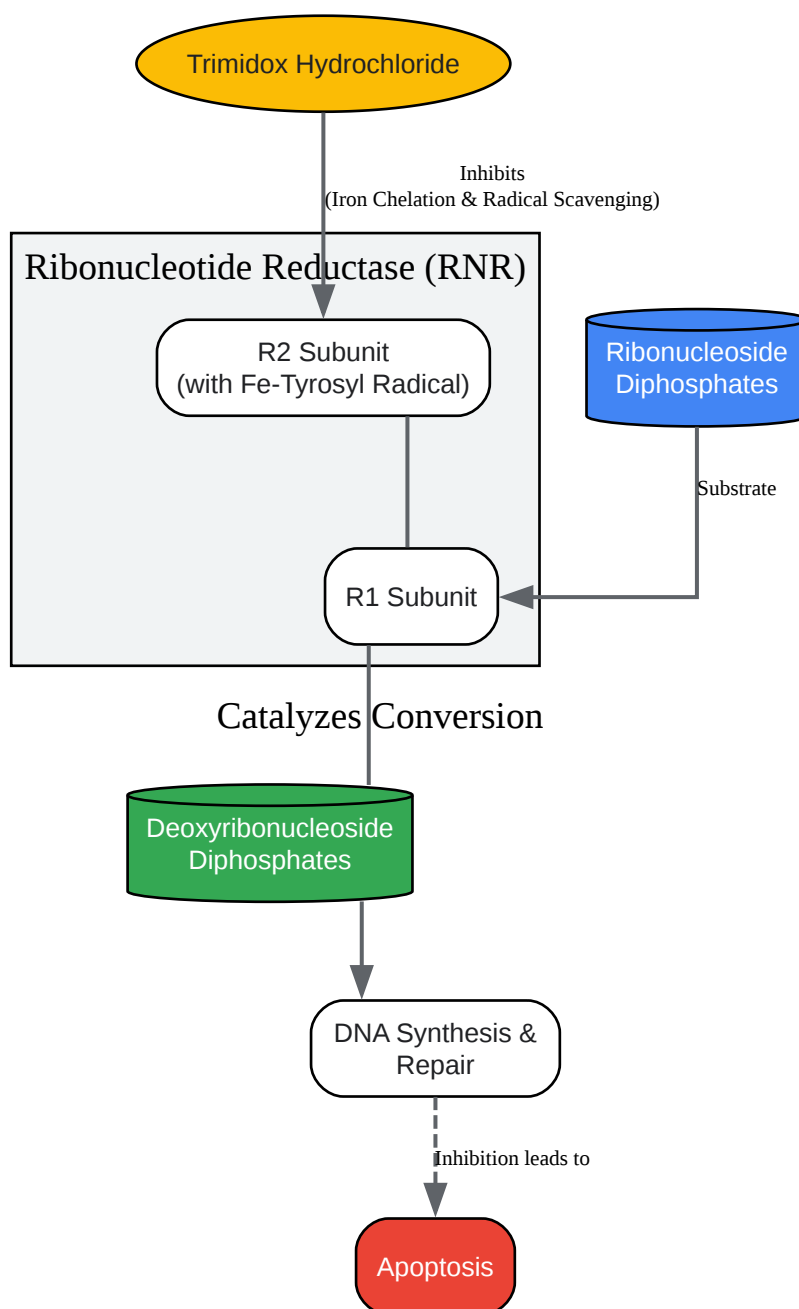 Trimidox Hydrochloride
Inhibits
(Iron Chelation & Radical Scavenging)
Ribonucleotide Reductase (RNR)
R2 Subunit
(with Fe-Tyrosyl Radical)
Ribonucleoside
Diphosphates
Substrate
R1 Subunit
Catalyzes Conversion
Deoxyribonucleoside
Diphosphates
DNA Synthesis &
Repair
Inhibition leads to
Apoptosis